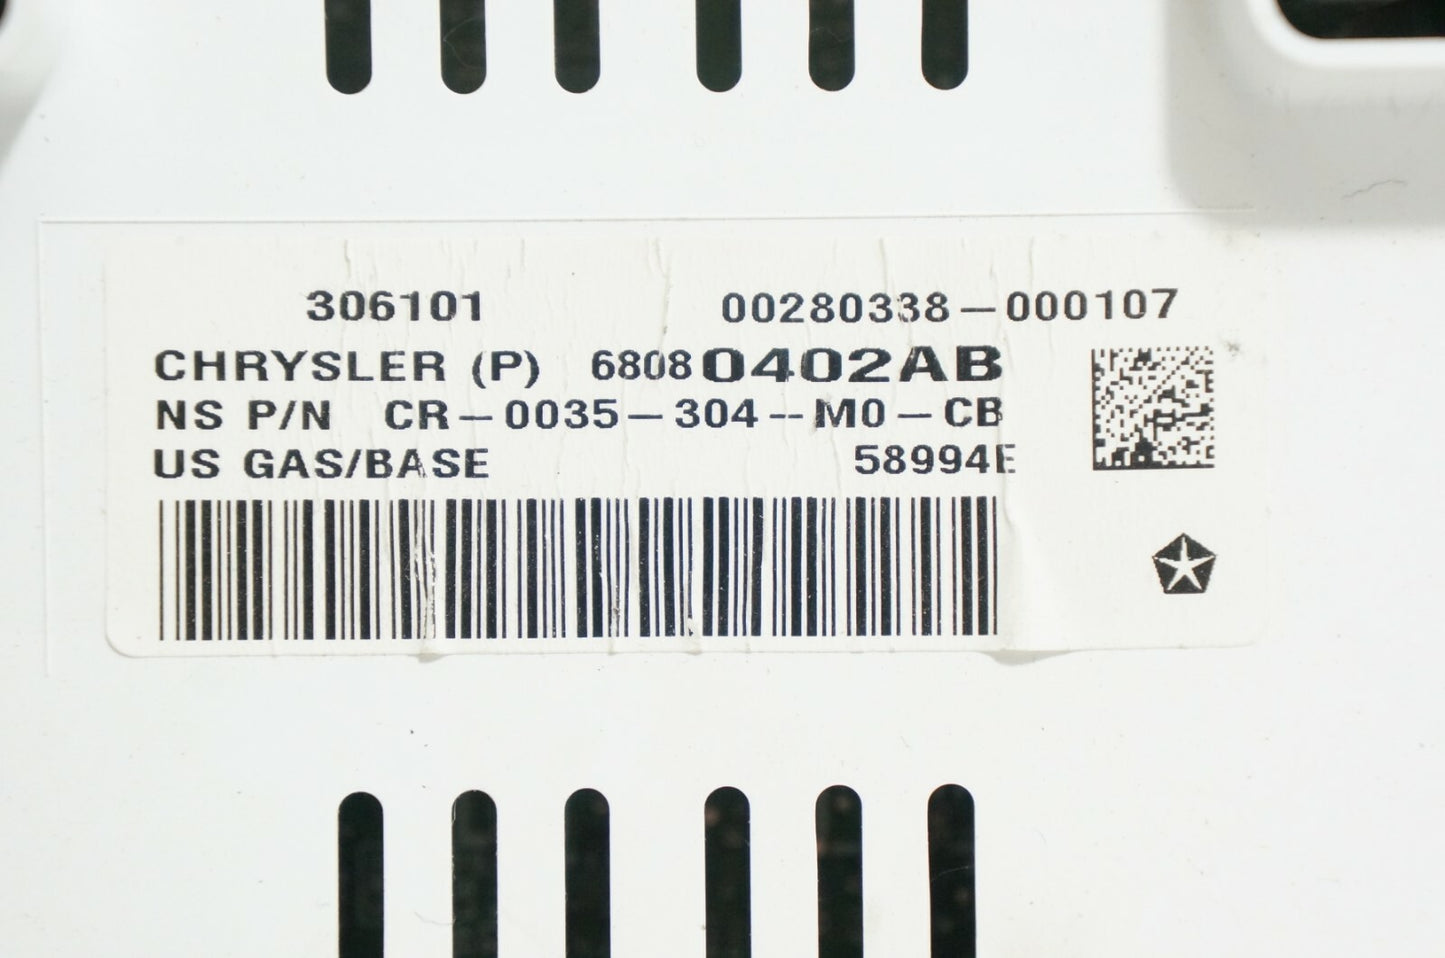 306101 00280338-000107
CHRYSLER (P) 68080402AB
NS P/N CR-0035-304-M0-CB
US GAS/BASE 58994E